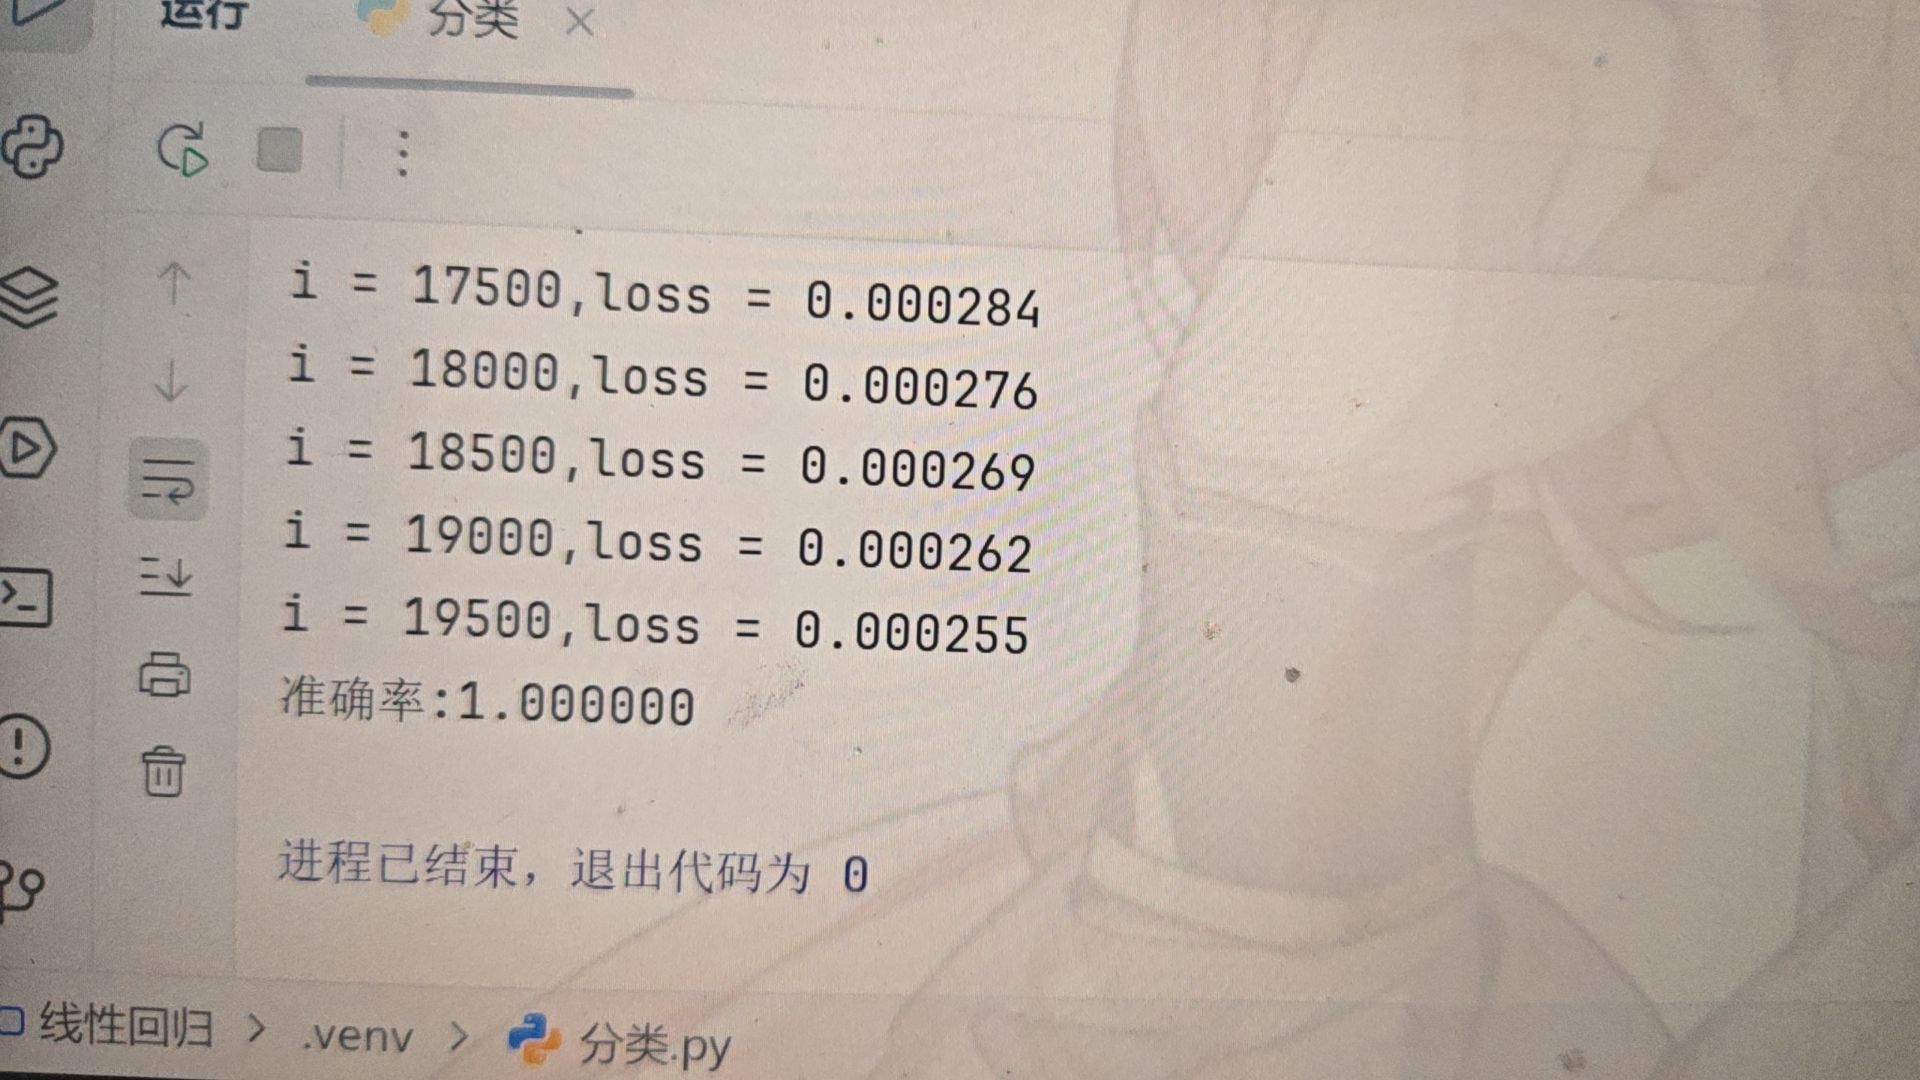 运行 分类
i = 17500,loss = 0.000284
i = 18000,loss = 0.000276
i = 18500,loss = 0.000269
i = 19000,loss = 0.000262
i = 19500,loss = 0.000255
准确率:1.000000
进程已结束，退出代码为 0
线性回归 > .venv > 分类.py